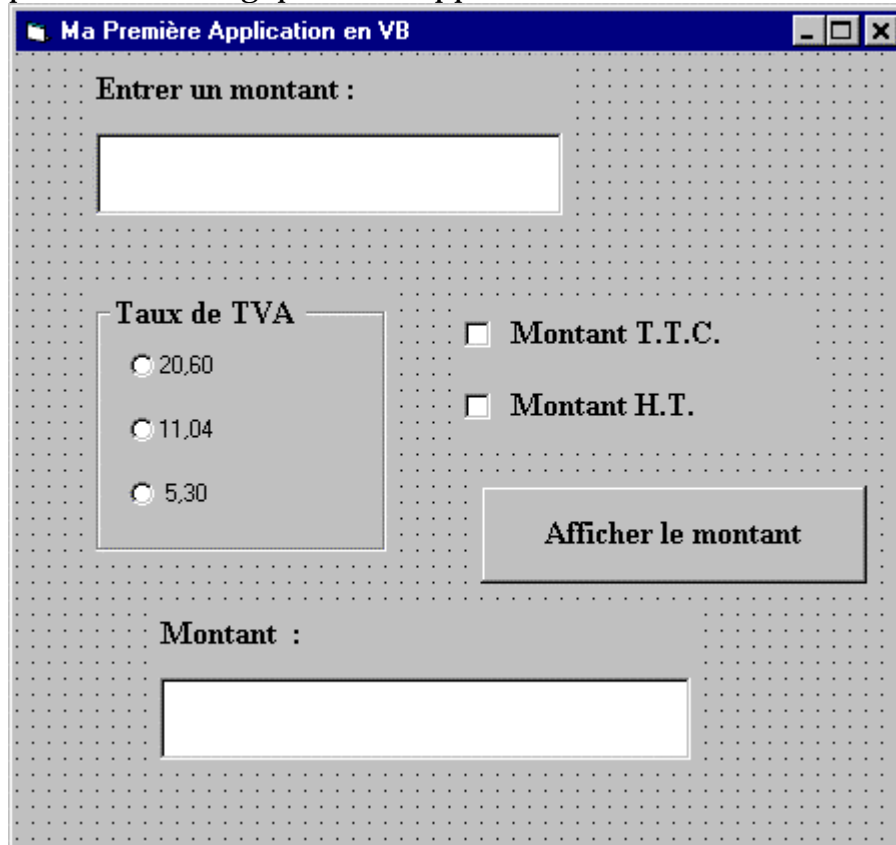 Ma Première Application en VB
Entrer un montant :
Taux de TVA
20,60
11,04
5,30
Montant T.T.C.
Montant H.T.
Afficher le montant
Montant :